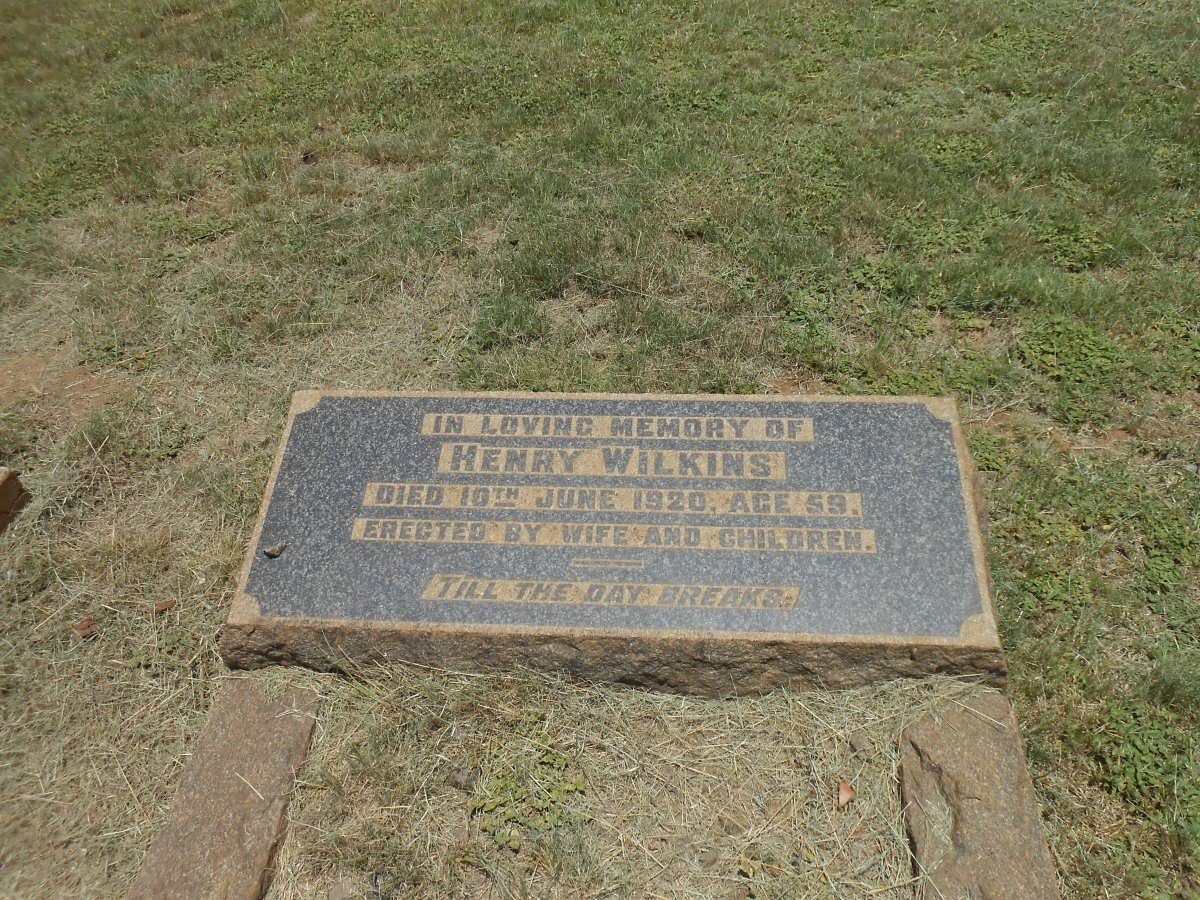 IN LOVING MEMORY OF
HENRY WILKINS
DIED 10TH JUNE 1920, AGE 59.
ERECTED BY WIFE AND CHILDREN.
TILL THE DAY BREAKS.